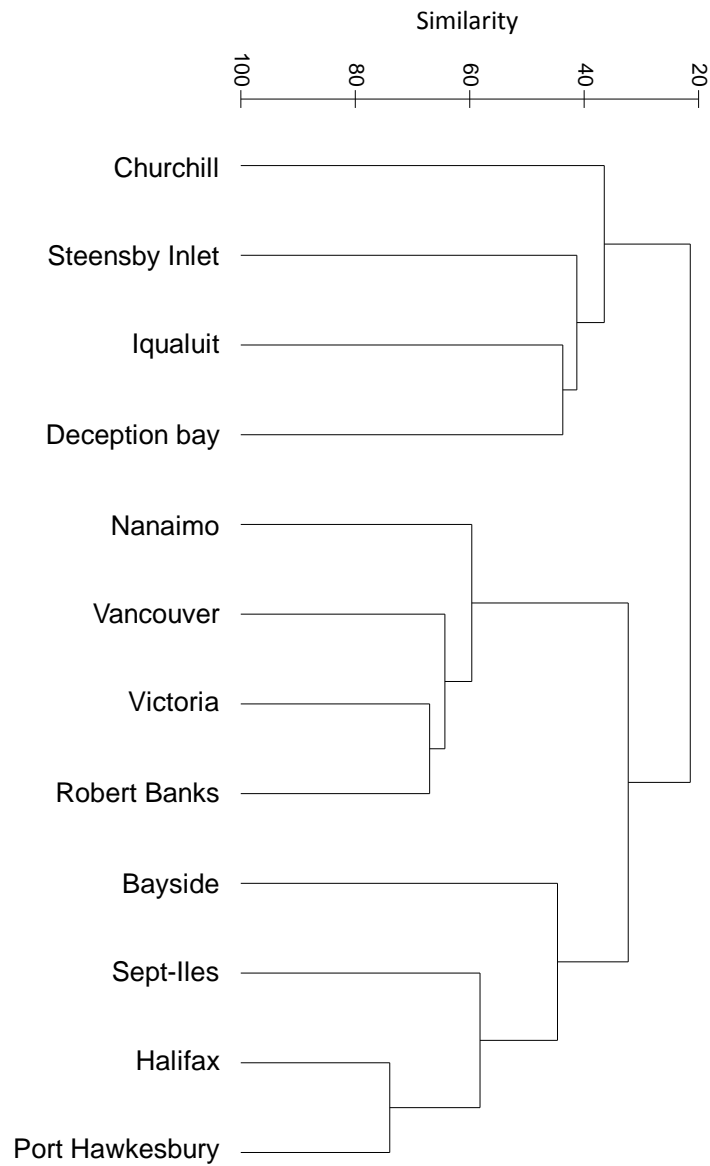 Similarity
100 80 60 40 20
Churchill
Steensby Inlet
Iqualuit
Deception bay
Nanaimo
Vancouver
Victoria
Robert Banks
Bayside
Sept-Iles
Halifax
Port Hawkesbury